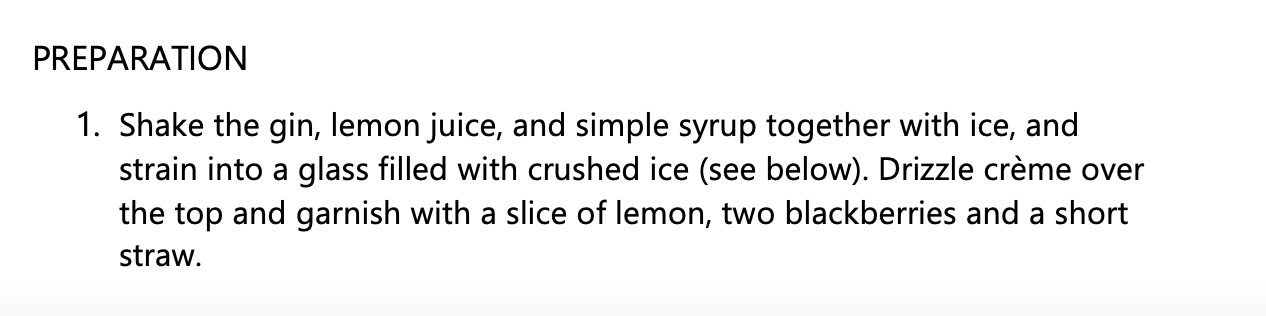 PREPARATION
1. Shake the gin, lemon juice, and simple syrup together with ice, and
strain into a glass filled with crushed ice (see below). Drizzle crème over
the top and garnish with a slice of lemon, two blackberries and a short
straw.